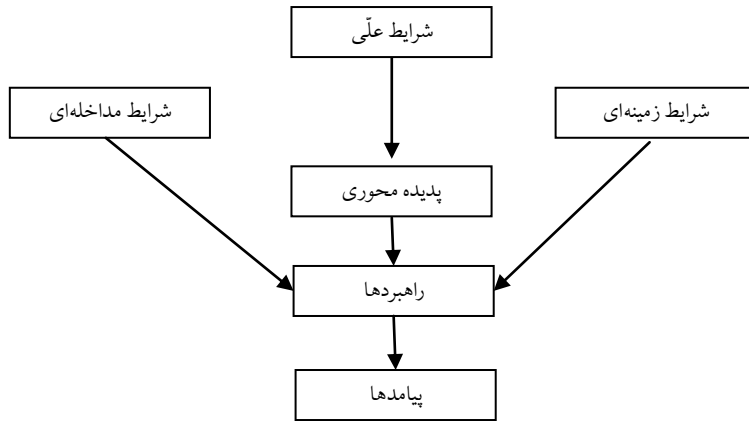 شرایط علّی
شرایط زمینه‌ای
شرایط مداخله‌ای
پدیده محوری
راهبردها
پیامدها